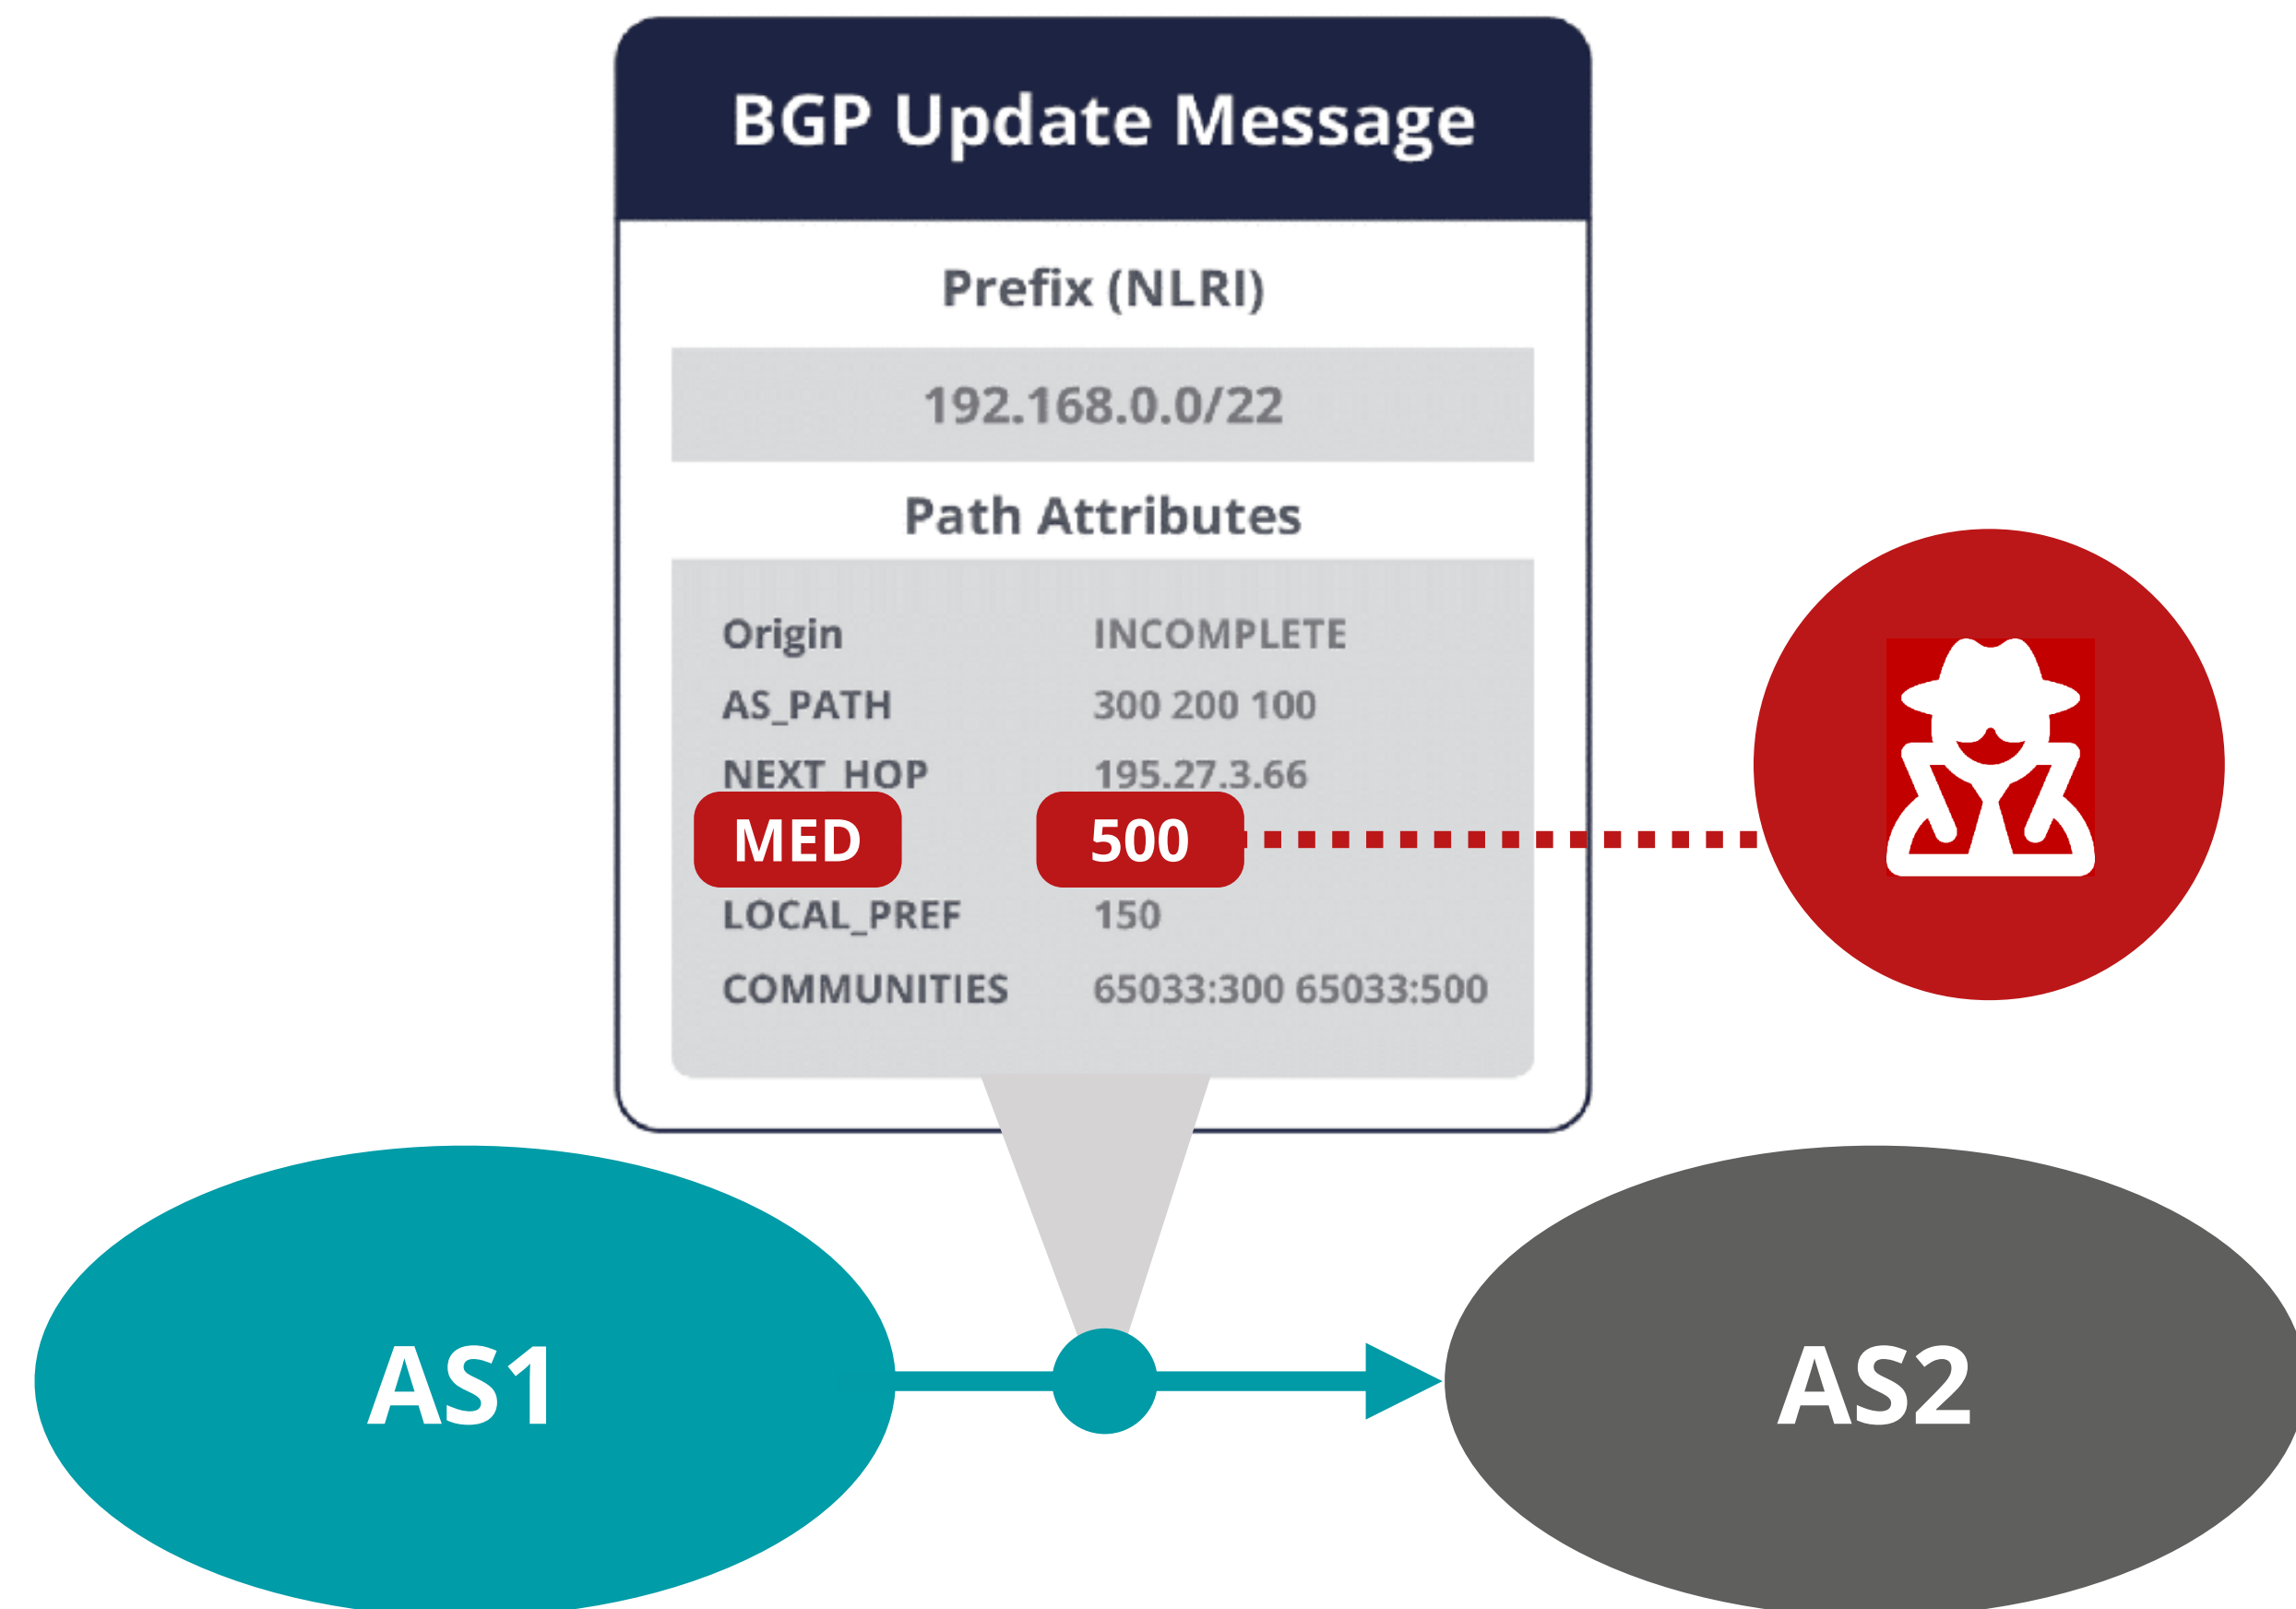 BGP Update Message
Prefix (NLRI)
192.168.0.0/22
Path Attributes
Origin INCOMPLETE
AS_PATH 300 200 100
NEXT_HOP 195.27.3.66
MED 500
LOCAL_PREF 150
COMMUNITIES 65033:300 65033:500
AS1
AS2